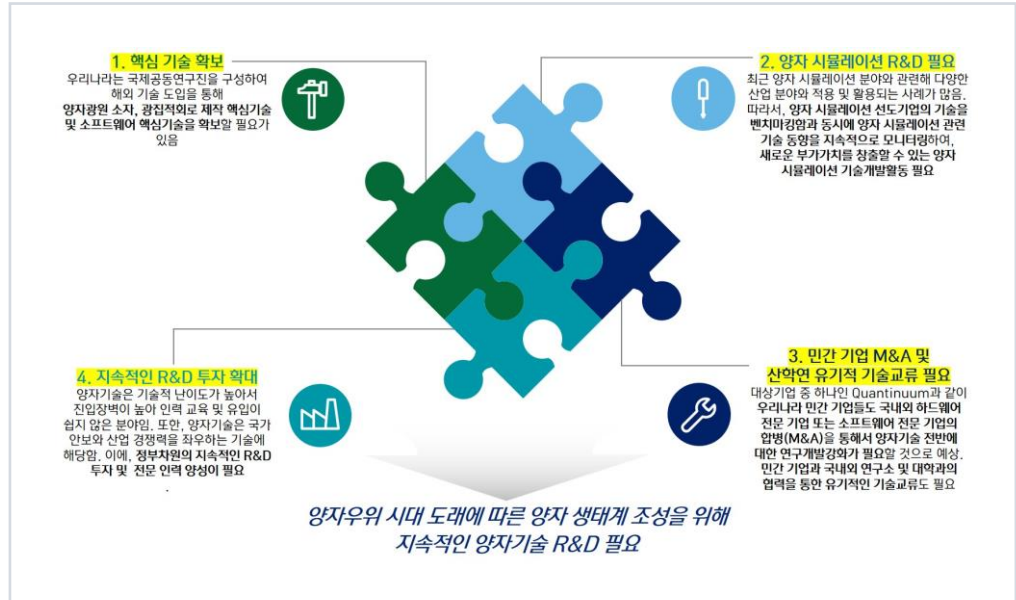 1. 핵심 기술 확보
우리나라는 국제공동연구진을 구성하여
해외 기술 도입을 통해
양자광원 소자, 광집적회로 제작 핵심기술
및 소프트웨어 핵심기술을 확보할 필요가
있음
2. 양자 시뮬레이션 R&D 필요
최근 양자 시뮬레이션 분야와 관련해 다양한
산업 분야와 적용 및 활용되는 사례가 많음.
따라서, 양자 시뮬레이션 선도기업의 기술을
벤치마킹함과 동시에 양자 시뮬레이션 관련
기술 동향을 지속적으로 모니터링하여,
새로운 부가가치를 창출할 수 있는 양자
시뮬레이션 기술개발활동 필요
3. 민간 기업 M&A 및
산학연 유기적 기술교류 필요
대상기업 중 하나인 Quantinuum과 같이
우리나라 민간 기업들도 국내외 하드웨어
전문 기업 또는 소프트웨어 전문 기업의
합병(M&A)을 통해서 양자기술 전반에
대한 연구개발강화가 필요할 것으로 예상.
민간 기업과 국내외 연구소 및 대학과의
협력을 통한 유기적인 기술교류도 필요
4. 지속적인 R&D 투자 확대
양자기술은 기술적 난이도가 높아서
진입장벽이 높아 인력 교육 및 유입이
쉽지 않은 분야임. 또한, 양자기술은 국가
안보와 산업 경쟁력을 좌우하는 기술에
해당함. 이에, 정부차원의 지속적인 R&D
투자 및 전문 인력 양성이 필요
.
양자우위 시대 도래에 따른 양자 생태계 조성을 위해
지속적인 양자기술 R&D 필요